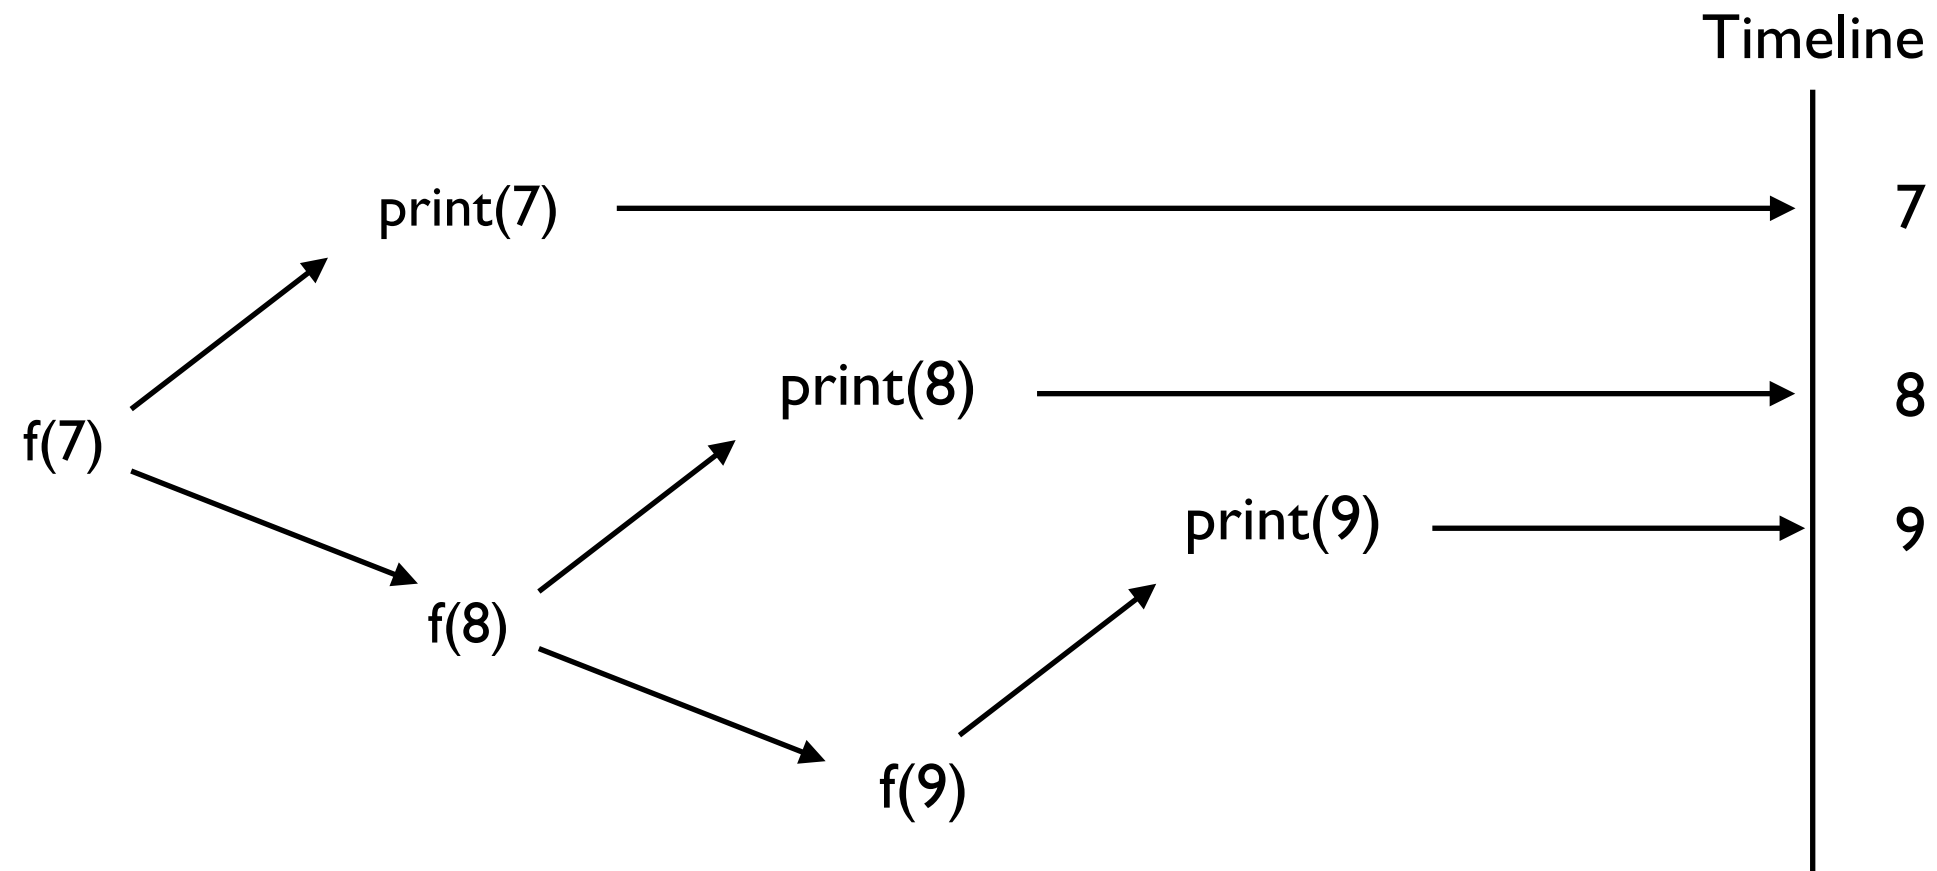 Timeline
print(7) 7
print(8) 8
f(7)
print(9) 9
f(8)
f(9)